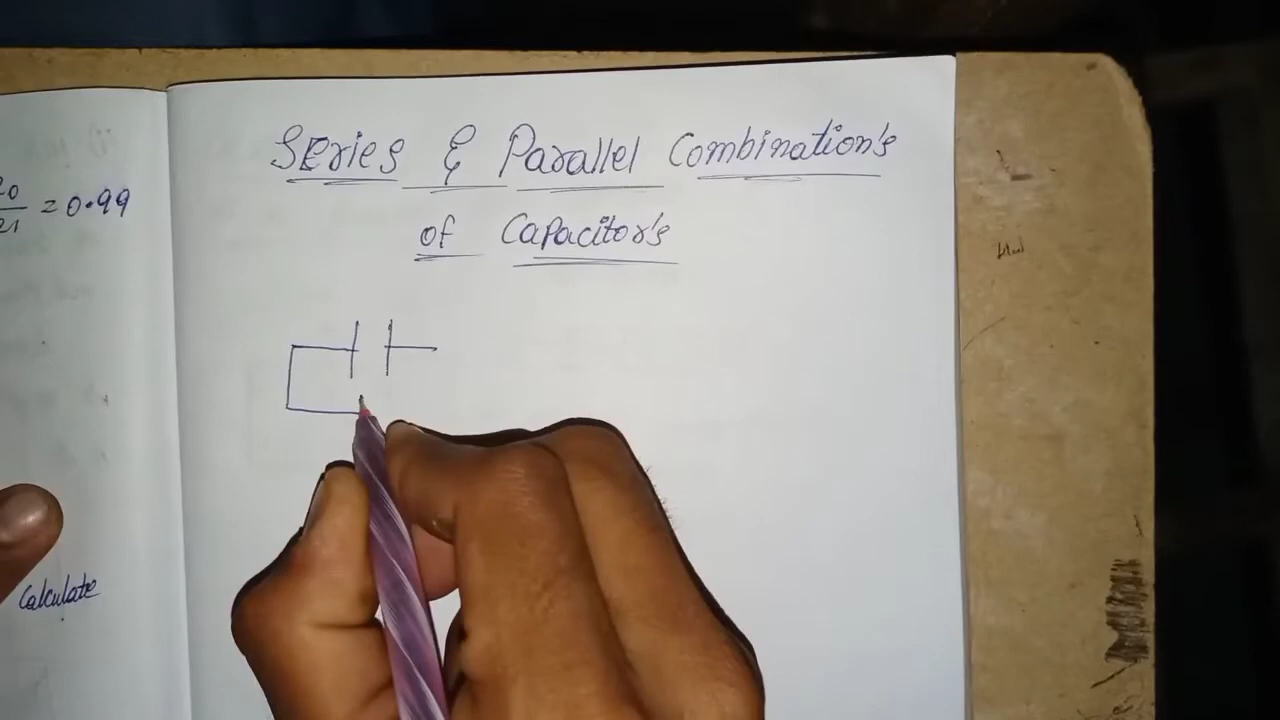 SERies & Parallel Combination's
of Capacitor's
= 0.99
Calculate